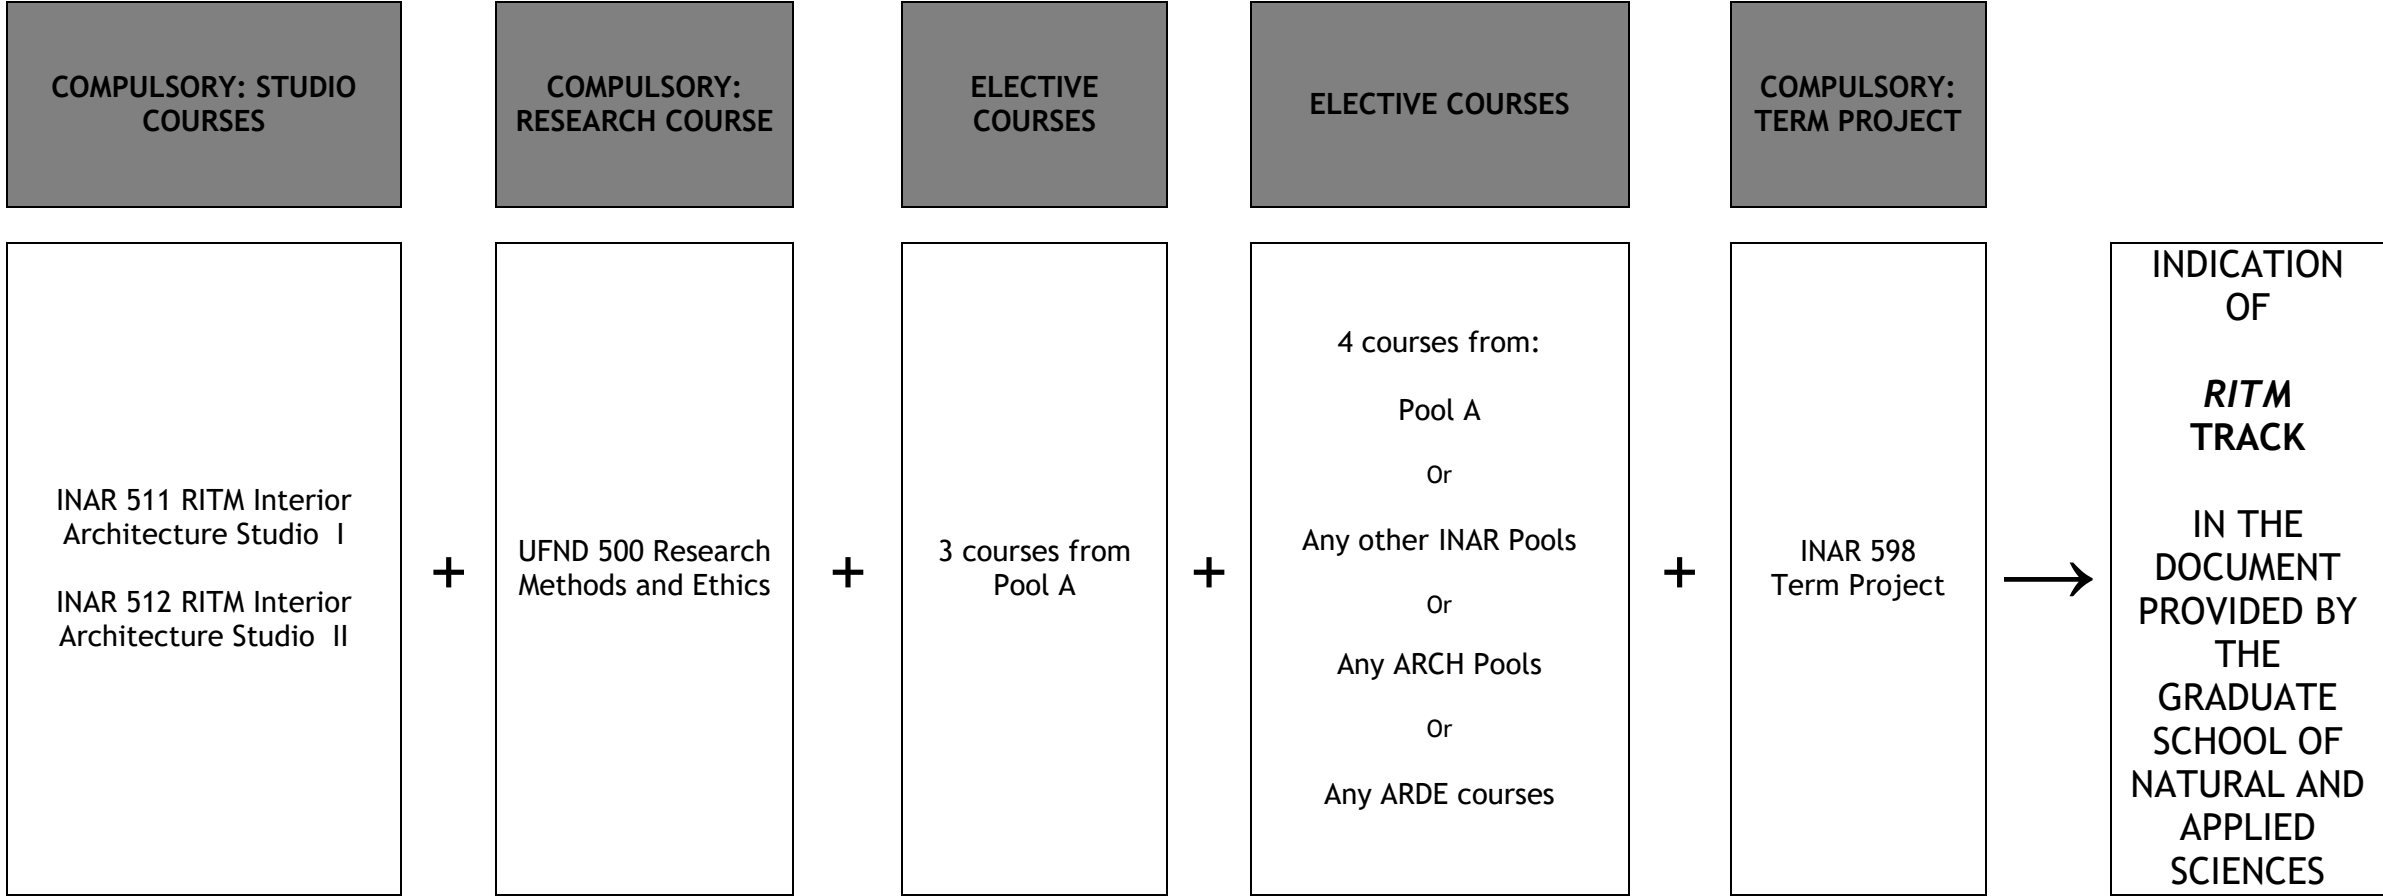 COMPULSORY: STUDIO
COURSES
COMPULSORY:
RESEARCH COURSE
ELECTIVE
COURSES
ELECTIVE COURSES
COMPULSORY:
TERM PROJECT
INAR 511 RITM Interior
Architecture Studio I
INAR 512 RITM Interior
Architecture Studio II
+
UFND 500 Research
Methods and Ethics
+
3 courses from
Pool A
+
4 courses from:
Pool A
Or
Any other INAR Pools
Or
Any ARCH Pools
Or
Any ARDE courses
+
INAR 598
Term Project
→
INDICATION
OF
RITM
TRACK
IN THE
DOCUMENT
PROVIDED BY
THE
GRADUATE
SCHOOL OF
NATURAL AND
APPLIED
SCIENCES